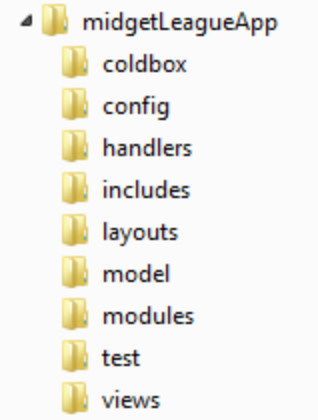 midgetLeagueApp
coldbox
config
handlers
includes
layouts
model
modules
test
views